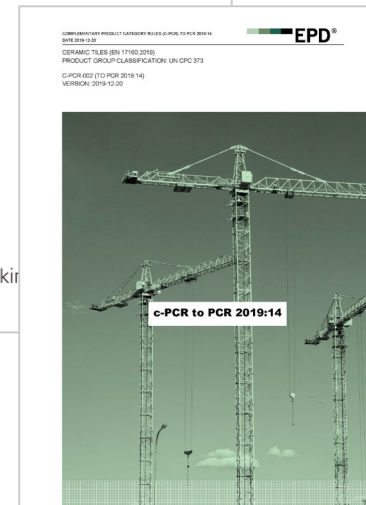 COMPLEMENTARY PRODUCT CATEGORY RULES (C-PCR) TO PCR 2019:14
DATE 2019-12-20
EPD®
CERAMIC TILES (EN 17160:2019)
PRODUCT GROUP CLASSIFICATION: UN CPC 373
C-PCR-002 (TO PCR 2019:14)
VERSION: 2019-12-20
kir
c-PCR to PCR 2019:14